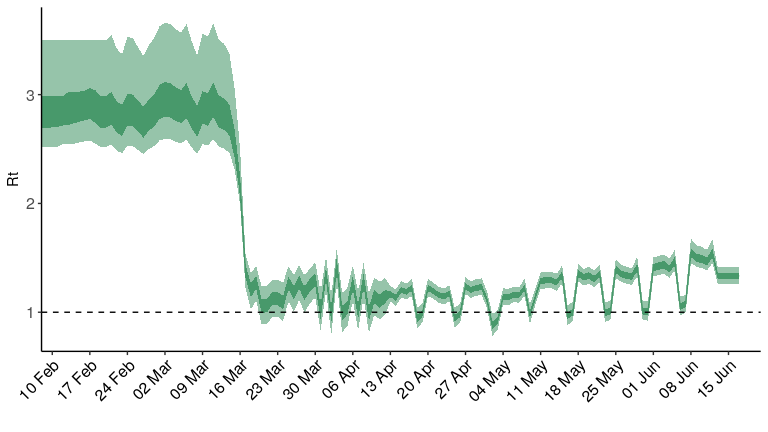 Rt
3
2
1
10 Feb
17 Feb
24 Feb
02 Mar
09 Mar
16 Mar
23 Mar
30 Mar
06 Apr
13 Apr
20 Apr
27 Apr
04 May
11 May
18 May
25 May
01 Jun
08 Jun
15 Jun